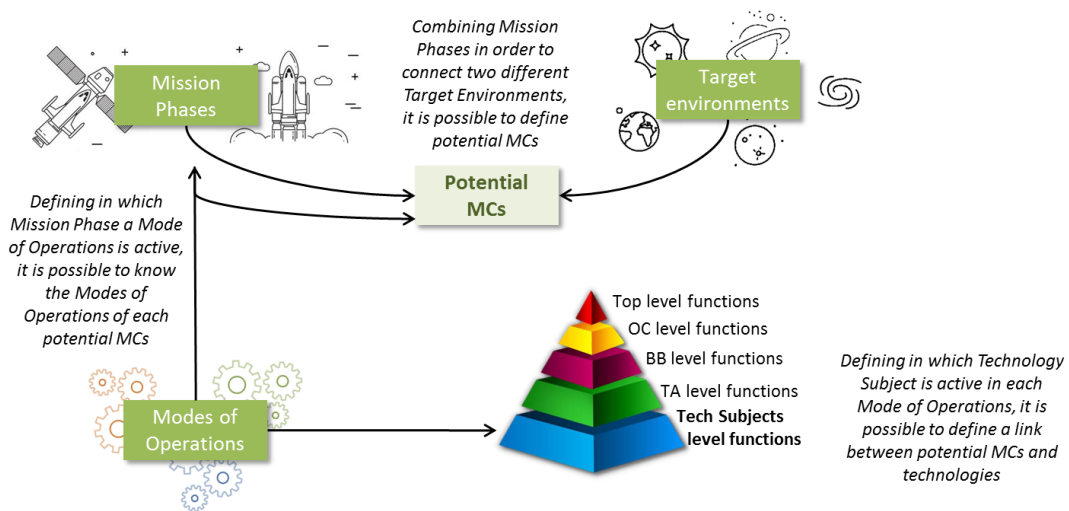 Combining Mission
Phases in order to
connect two different
Target Environments,
it is possible to define
potential MCs
Mission
Phases
Target
environments
Potential
MCs
Defining in which
Mission Phase a Mode
of Operations is active,
it is possible to know
the Modes of
Operations of each
potential MCs
Top level functions
OC level functions
BB level functions
TA level functions
Tech Subjects
level functions
Defining in which Technology
Subject is active in each
Mode of Operations, it is
possible to define a link
between potential MCs and
technologies
Modes of
Operations